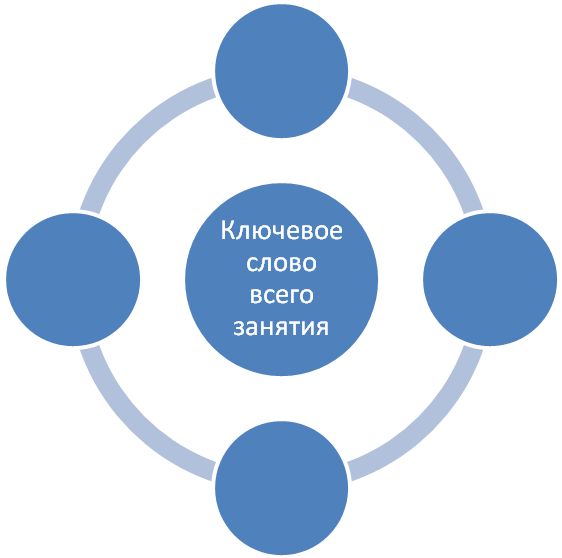 Ключевое
слово
всего
занятия